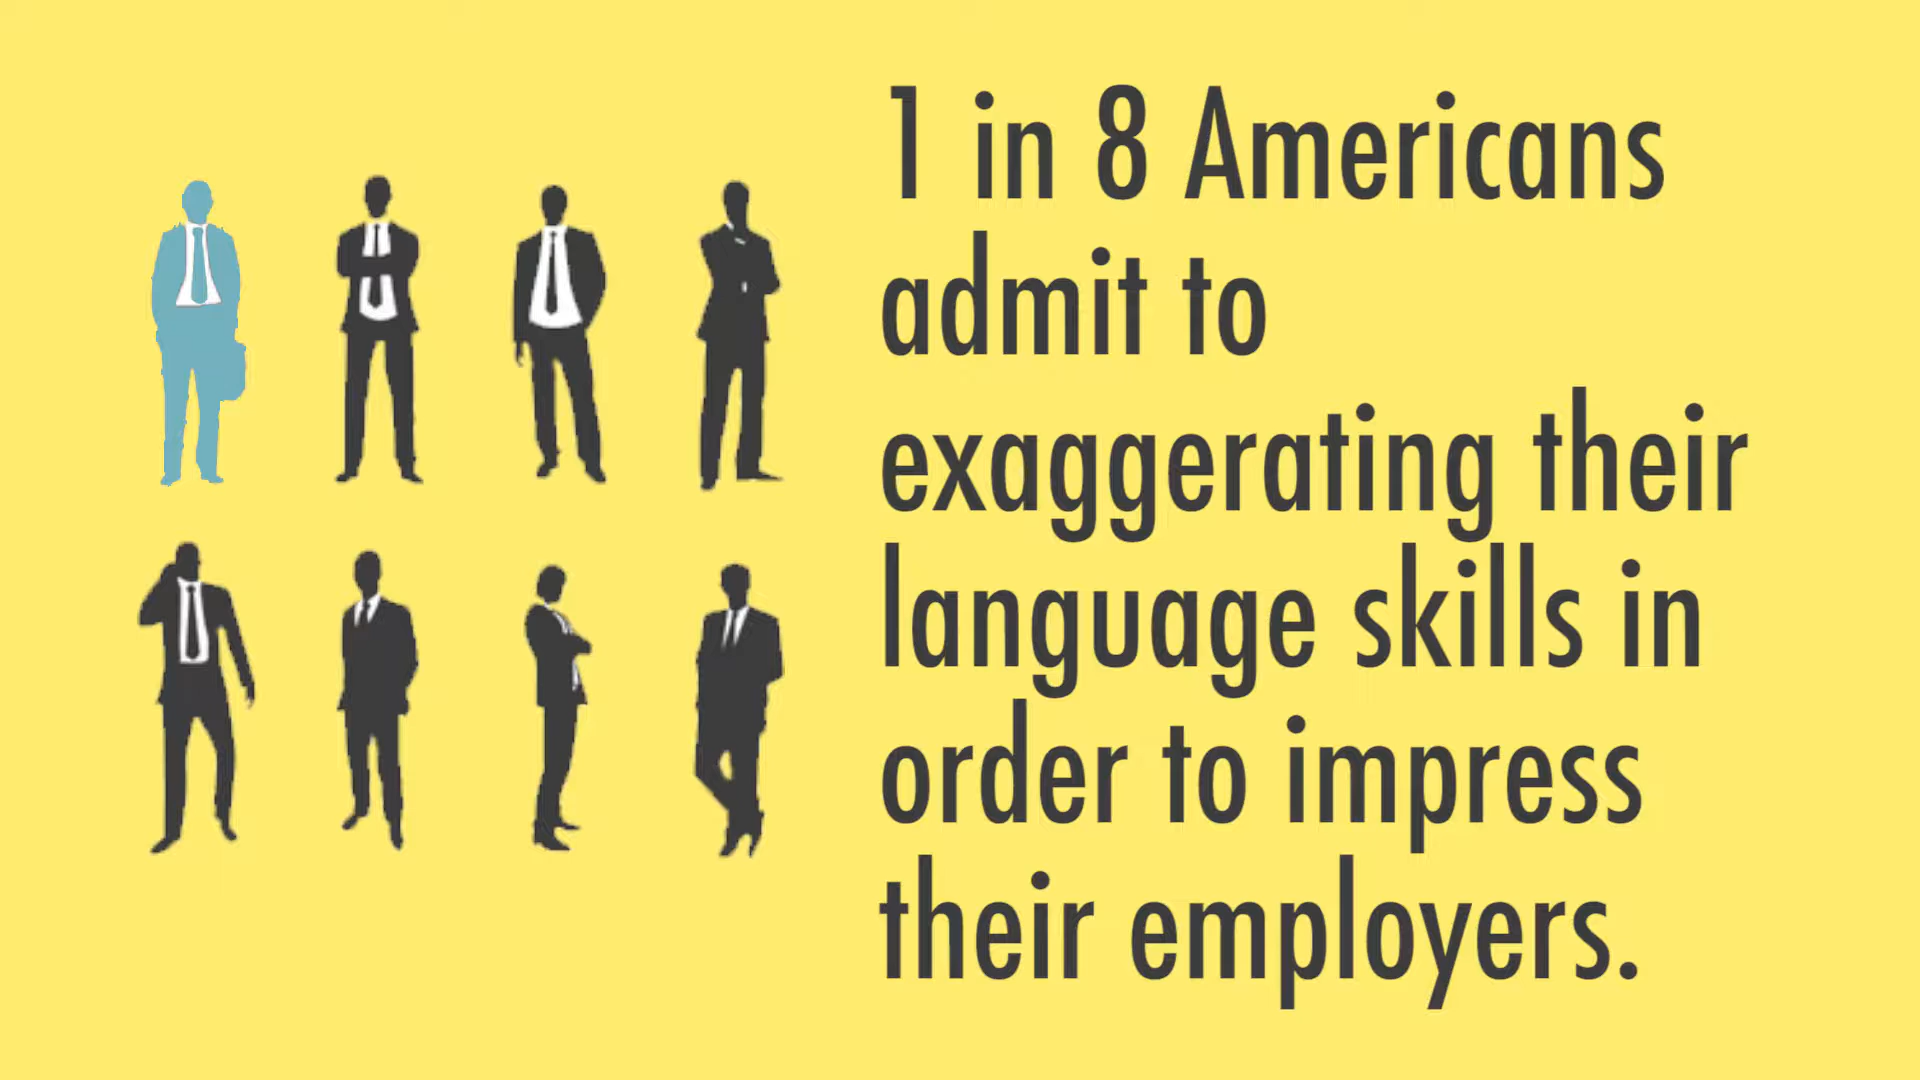 1 in 8 Americans
admit to
exaggerating their
language skills in
order to impress
their employers.